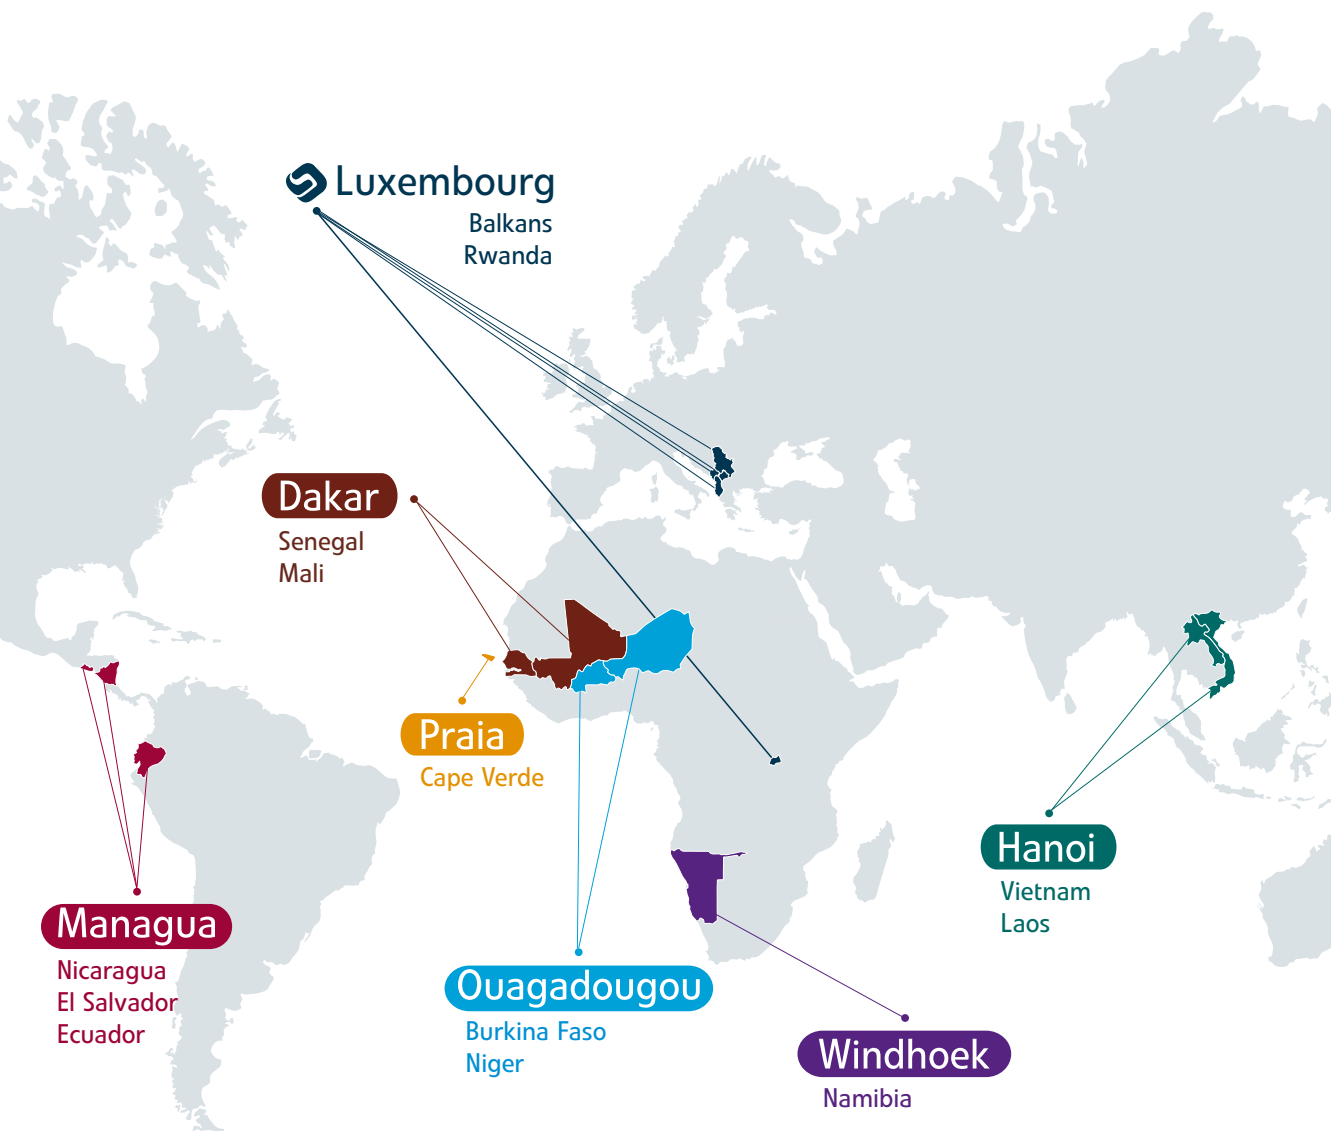 Luxembourg
Balkans
Rwanda
Dakar
Senegal
Mali
Praia
Cape Verde
Hanoi
Vietnam
Laos
Managua
Nicaragua
El Salvador
Ecuador
Ouagadougou
Burkina Faso
Niger
Windhoek
Namibia